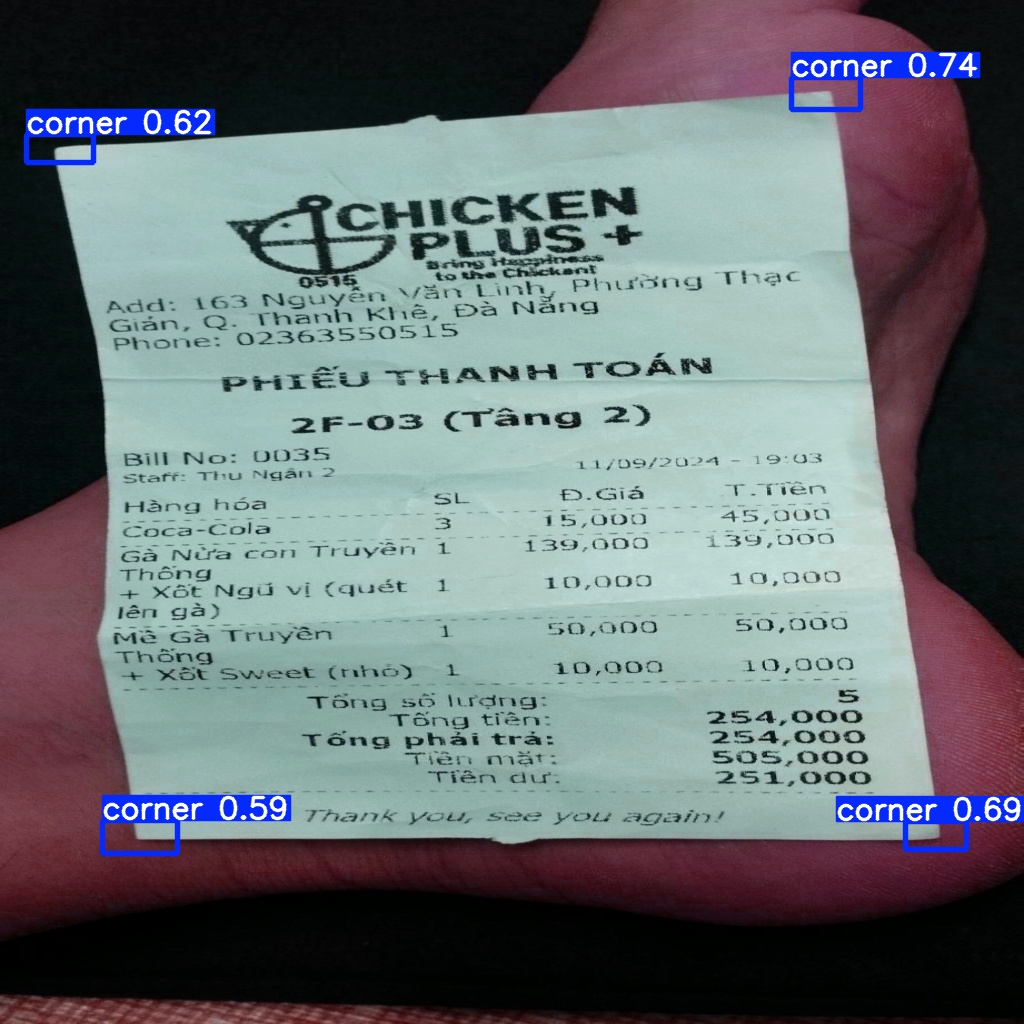 corner 0.74
corner 0.62
CHICKEN
PLUS +
Bring Happiness
to the Chicken!
0515
Add: 163 Nguyễn Văn Linh, Phường Thạc
Gián, Q. Thanh Khê, Đà Nẵng
Phone: 02363550515
PHIẾU THANH TOÁN
2F-03 (Tầng 2)
Bill No: 0035
Staff: Thu Ngân 2 11/09/2024 - 19:03
Hàng hóa SL Đ.Giá T.Tiền
Coca-Cola 3 15,000 45,000
Gà Nửa con Truyền 1 139,000 139,000
Thống
+ Xốt Ngũ vị (quét 1 10,000 10,000
lên gà)
Mề Gà Truyền 1 50,000 50,000
Thống
+ Xốt Sweet (nhỏ) 1 10,000 10,000
Tổng số lượng: 5
Tổng tiền: 254,000
Tổng phải trả: 254,000
Tiền mặt: 505,000
Tiền dư: 251,000
corner 0.59
corner 0.69
Thank you, see you again!